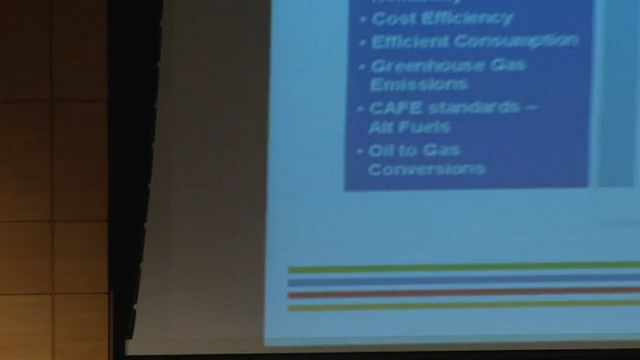 • Cost Efficiency
• Efficient Consumption
• Greenhouse Gas
Emissions
• CAFE standards –
Alt Fuels
• Oil to Gas
Conversions